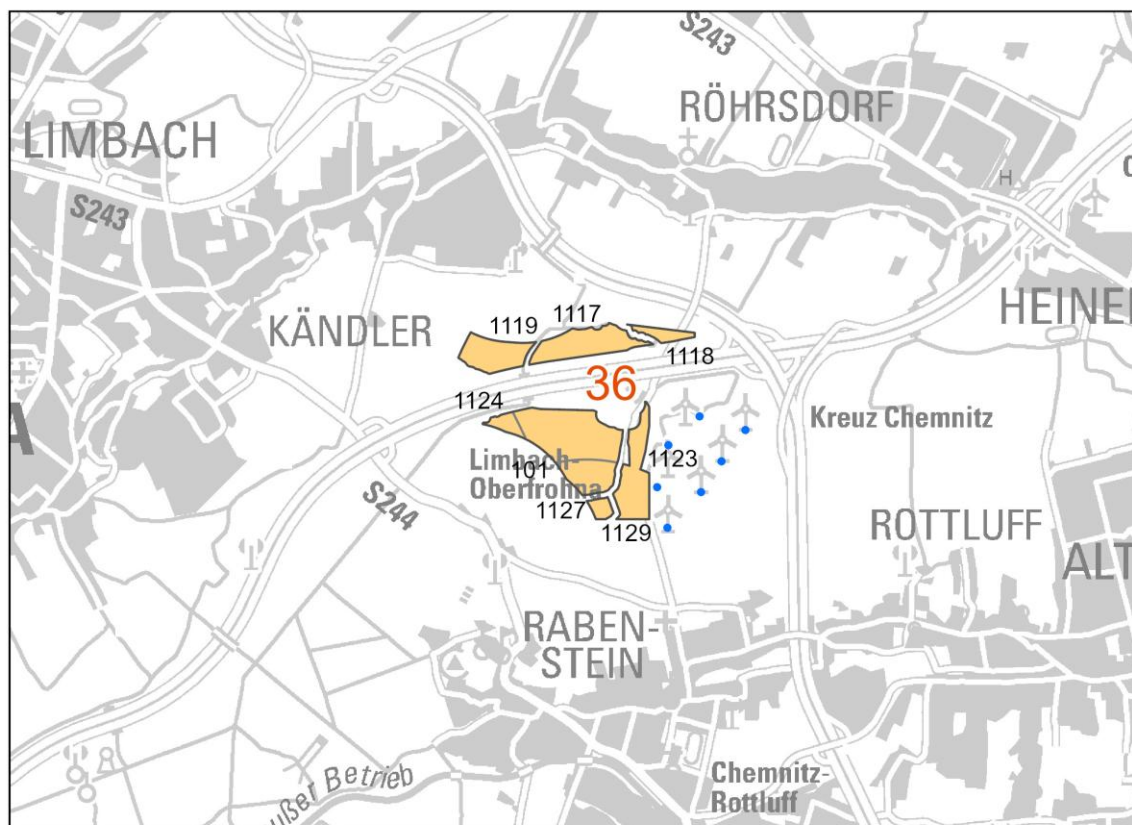 S243
RÖHRSDORF
LIMBACH
H
S243
HEINE
KÄNDLER
1119
1117
1118
36
1124
Kreuz Chemnitz
A
Limbach-
Oberfrohna
101
1123
S244
1127
1129
ROTTLUFF
ALT
RABEN-
STEIN
Chemnitz-
Rottluff
ußer Betrieb